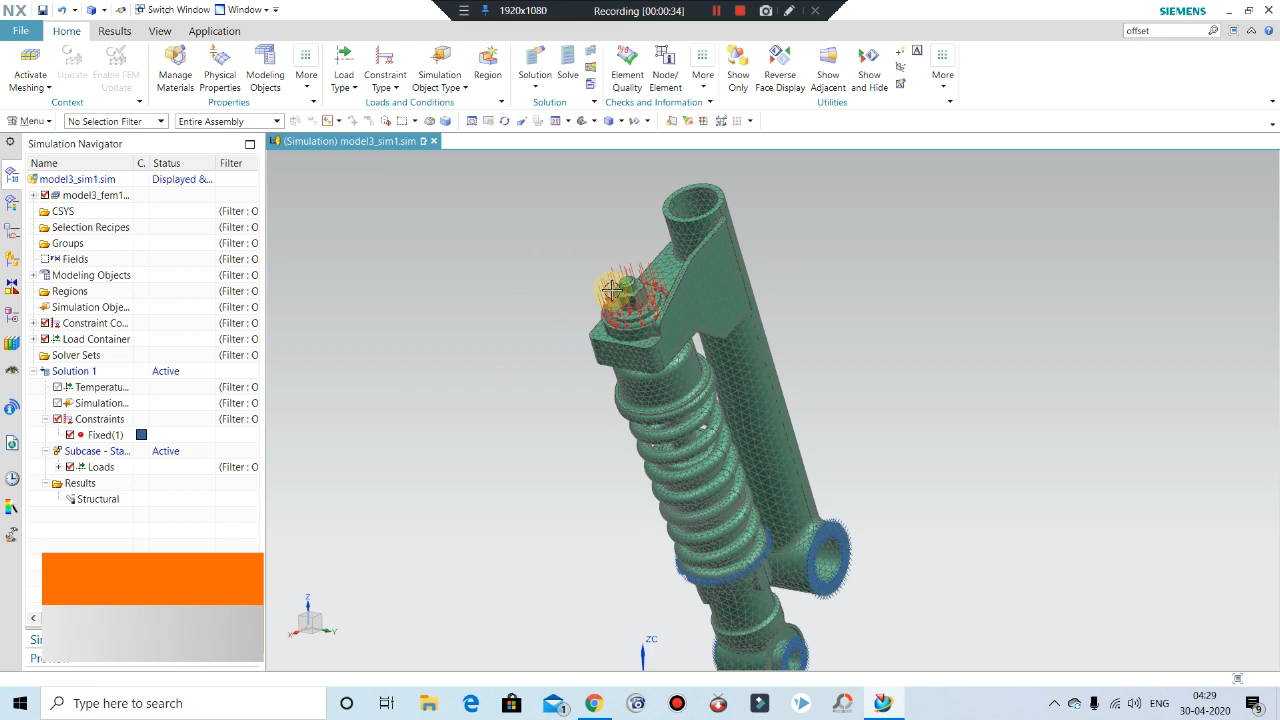 NX
Switch Window
Window
1920x1080
Recording [00:00:34]
SIEMENS
File
Home
Results
View
Application
offset
Activate Meshing
Update
Enable FEM Update
Manage Materials
Physical Properties
Modeling Objects
More
Load Type
Constraint Type
Simulation Object Type
Region
Solution
Solve
Element Quality
Node/ Element
More
Show Only
Reverse Face Display
Show Adjacent
Show and Hide
More
Context
Properties
Loads and Conditions
Solution
Checks and Information
Utilities
Menu
No Selection Filter
Entire Assembly
Simulation Navigator
(Simulation) model3_sim1.sim
Name
C.
Status
Filter
model3_sim1.sim
Displayed &...
model3_fem1...
CSYS
(Filter : O
Selection Recipes
(Filter : O
Groups
(Filter : O
Fields
(Filter : O
Modeling Objects
(Filter : O
Regions
(Filter : O
Simulation Obje...
(Filter : O
Constraint Co...
(Filter : O
Load Container
(Filter : O
Solver Sets
(Filter : O
Solution 1
Active
(Filter : O
Temperatu...
(Filter : O
Simulation...
(Filter : O
Constraints
(Filter : O
Fixed(1)
Subcase - Sta...
Active
Loads
(Filter : O
Results
Structural
Z
X
Y
ZC
Type here to search
1
ENG
04:29
30-04-2020
9